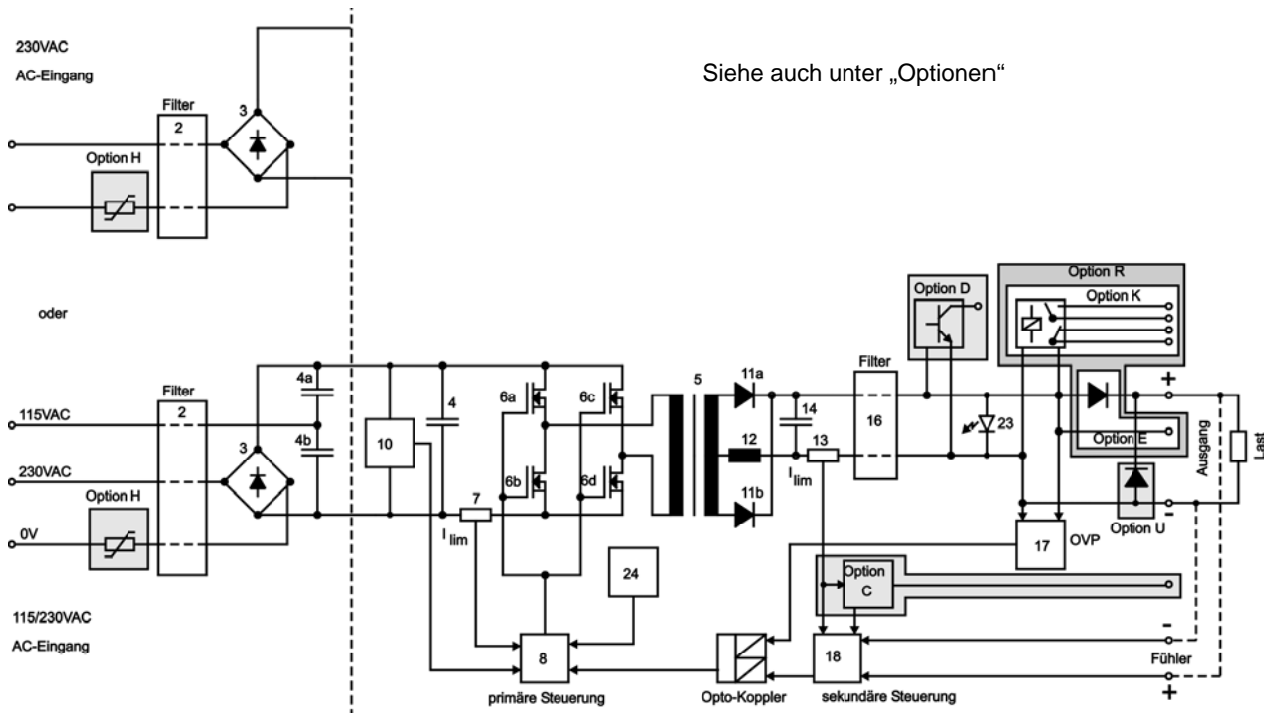 230VAC
AC-Eingang
Siehe auch unter „Optionen“
Filter
2
3
Option H
oder
Option R
Option K
Option D
Filter
2
4a
4b
3
115VAC
230VAC
Option H
0V
115/230VAC
AC-Eingang
10
4
6a
6c
6b
6d
7
I lim
5
11a
12
11b
14
13
I lim
Filter
16
23
+
Option E
Ausgang
Last
-
Option U
17
OVP
24
Option
C
8
primäre Steuerung
Opto-Koppler
18
sekundäre Steuerung
-
Fühler
+